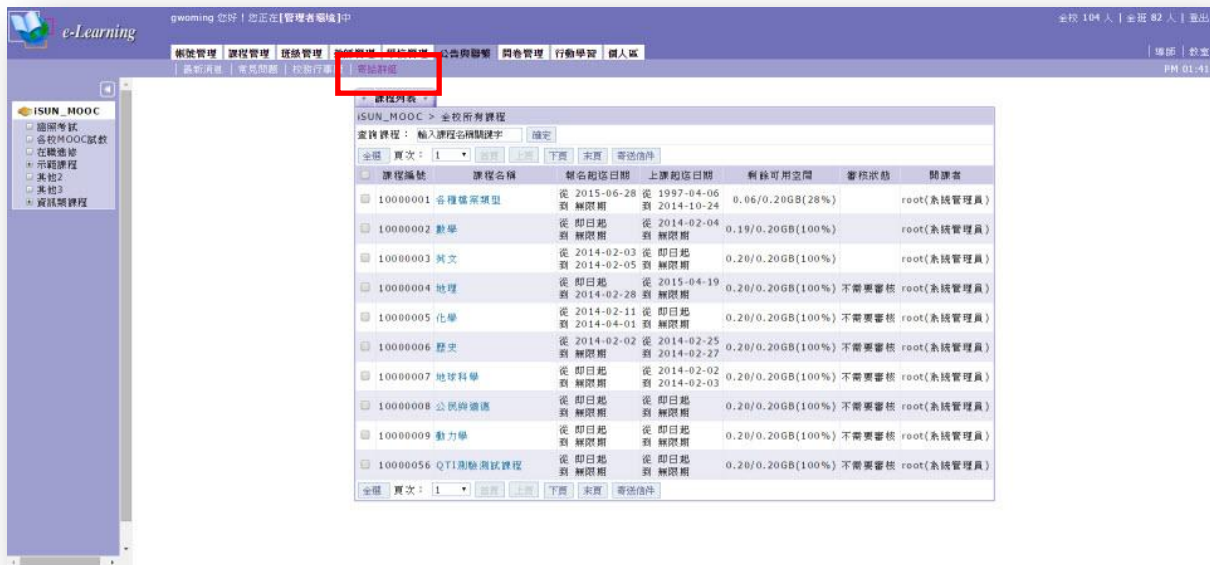 e-Learning
gwoming 您好！您正在[管理者環境]中
全校 104 人 | 全班 82 人 | 登出
帳號管理 課程管理 班級管理 公告與聯繫 問卷管理 行動學習 個人區
| 導師 | 教室
| 最新消息 | 常見問題 | 校務行事 | 寄給群組
PM 01:41
iSUN_MOOC
證照考試
各校MOOC試教
在職進修
示範課程
其他2
其他3
資訊類課程
課程列表
iSUN_MOOC > 全校所有課程
查詢課程： 輸入課程名稱關鍵字 確定
全選 頁次： 1 首頁 上頁 下頁 末頁 寄送信件
課程編號 課程名稱 報名起迄日期 上課起迄日期 剩餘可用空間 審核狀態 開課者
10000001 各種檔案類型 從 2015-06-28 從 1997-04-06 0.06/0.20GB(28%) root(系統管理員)
到 無限期 到 2014-10-24
10000002 數學 從 即日起 從 2014-02-04 0.19/0.20GB(100%) root(系統管理員)
到 無限期 到 無限期
10000003 英文 從 2014-02-03 從 即日起 0.20/0.20GB(100%) root(系統管理員)
到 2014-02-05 到 無限期
10000004 地理 從 即日起 從 2015-04-19 0.20/0.20GB(100%) 不需要審核 root(系統管理員)
到 2014-02-28 到 無限期
10000005 化學 從 2014-02-11 從 即日起 0.20/0.20GB(100%) 不需要審核 root(系統管理員)
到 2014-04-01 到 無限期
10000006 歷史 從 2014-02-02 從 2014-02-25 0.20/0.20GB(100%) 不需要審核 root(系統管理員)
到 無限期 到 2014-02-27
10000007 地球科學 從 即日起 從 2014-02-02 0.20/0.20GB(100%) 不需要審核 root(系統管理員)
到 無限期 到 2014-02-03
10000008 公民與道德 從 即日起 從 即日起 0.20/0.20GB(100%) 不需要審核 root(系統管理員)
到 無限期 到 無限期
10000009 動力學 從 即日起 從 即日起 0.20/0.20GB(100%) 不需要審核 root(系統管理員)
到 無限期 到 無限期
10000056 QTI測驗測試課程 從 即日起 從 即日起 0.20/0.20GB(100%) 不需要審核 root(系統管理員)
到 無限期 到 無限期
全選 頁次： 1 首頁 上頁 下頁 末頁 寄送信件